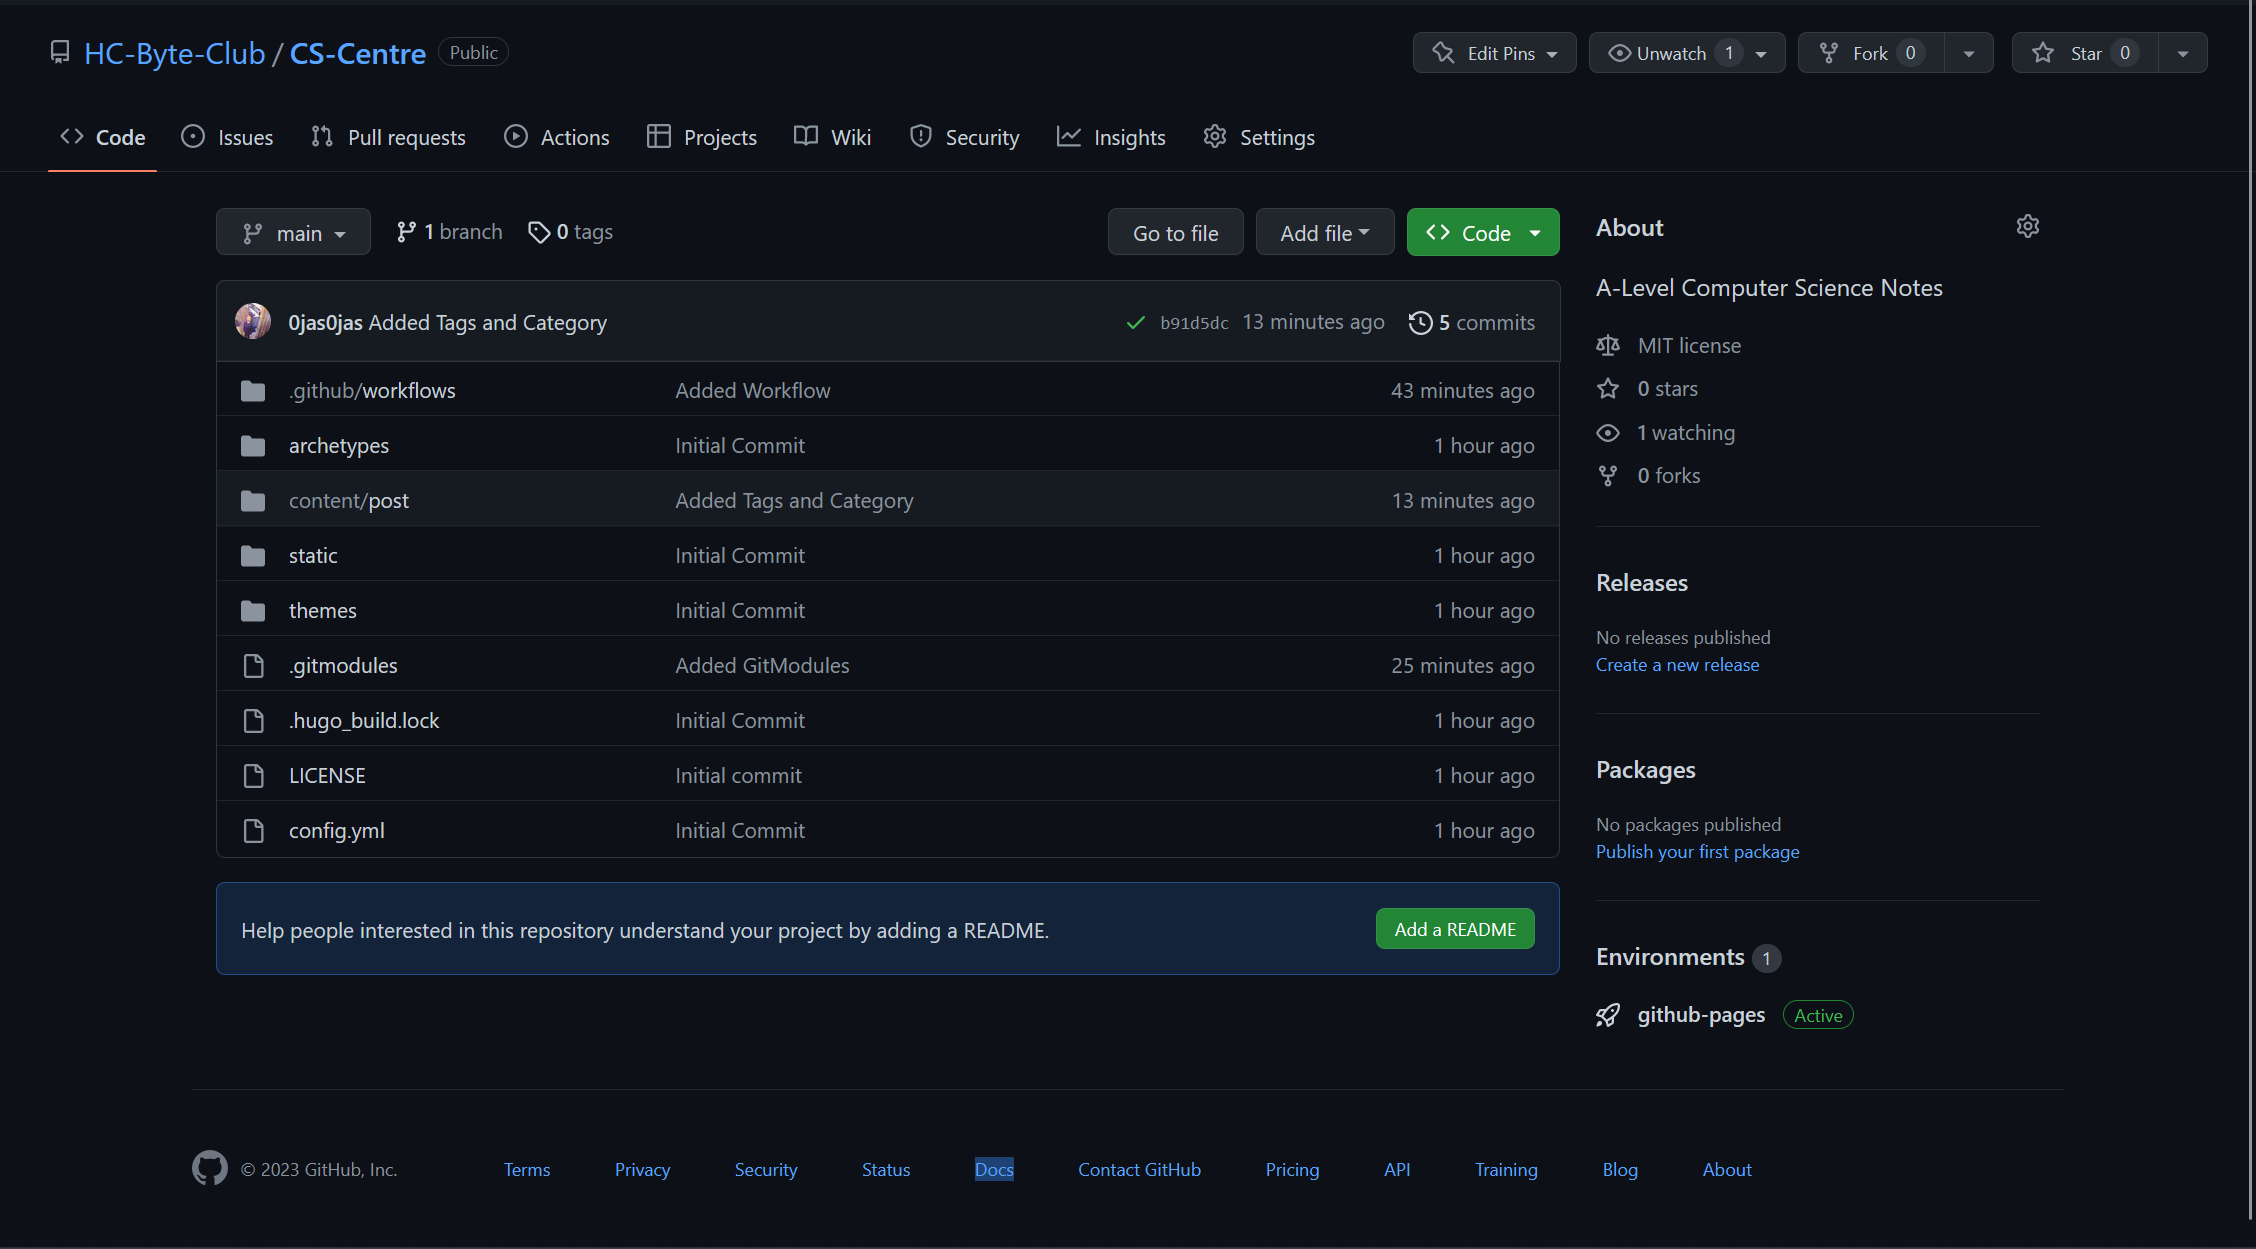 HC-Byte-Club / CS-Centre Public Edit Pins Unwatch 1 Fork 0 Star 0
Code Issues Pull requests Actions Projects Wiki Security Insights Settings
main 1 branch 0 tags Go to file Add file Code
0jas0jas Added Tags and Category b91d5dc 13 minutes ago 5 commits
.github/workflows Added Workflow 43 minutes ago
archetypes Initial Commit 1 hour ago
content/post Added Tags and Category 13 minutes ago
static Initial Commit 1 hour ago
themes Initial Commit 1 hour ago
.gitmodules Added GitModules 25 minutes ago
.hugo_build.lock Initial Commit 1 hour ago
LICENSE Initial commit 1 hour ago
config.yml Initial Commit 1 hour ago
Help people interested in this repository understand your project by adding a README. Add a README
About
A-Level Computer Science Notes
MIT license
0 stars
1 watching
0 forks
Releases
No releases published
Create a new release
Packages
No packages published
Publish your first package
Environments 1
github-pages Active
© 2023 GitHub, Inc. Terms Privacy Security Status Docs Contact GitHub Pricing API Training Blog About